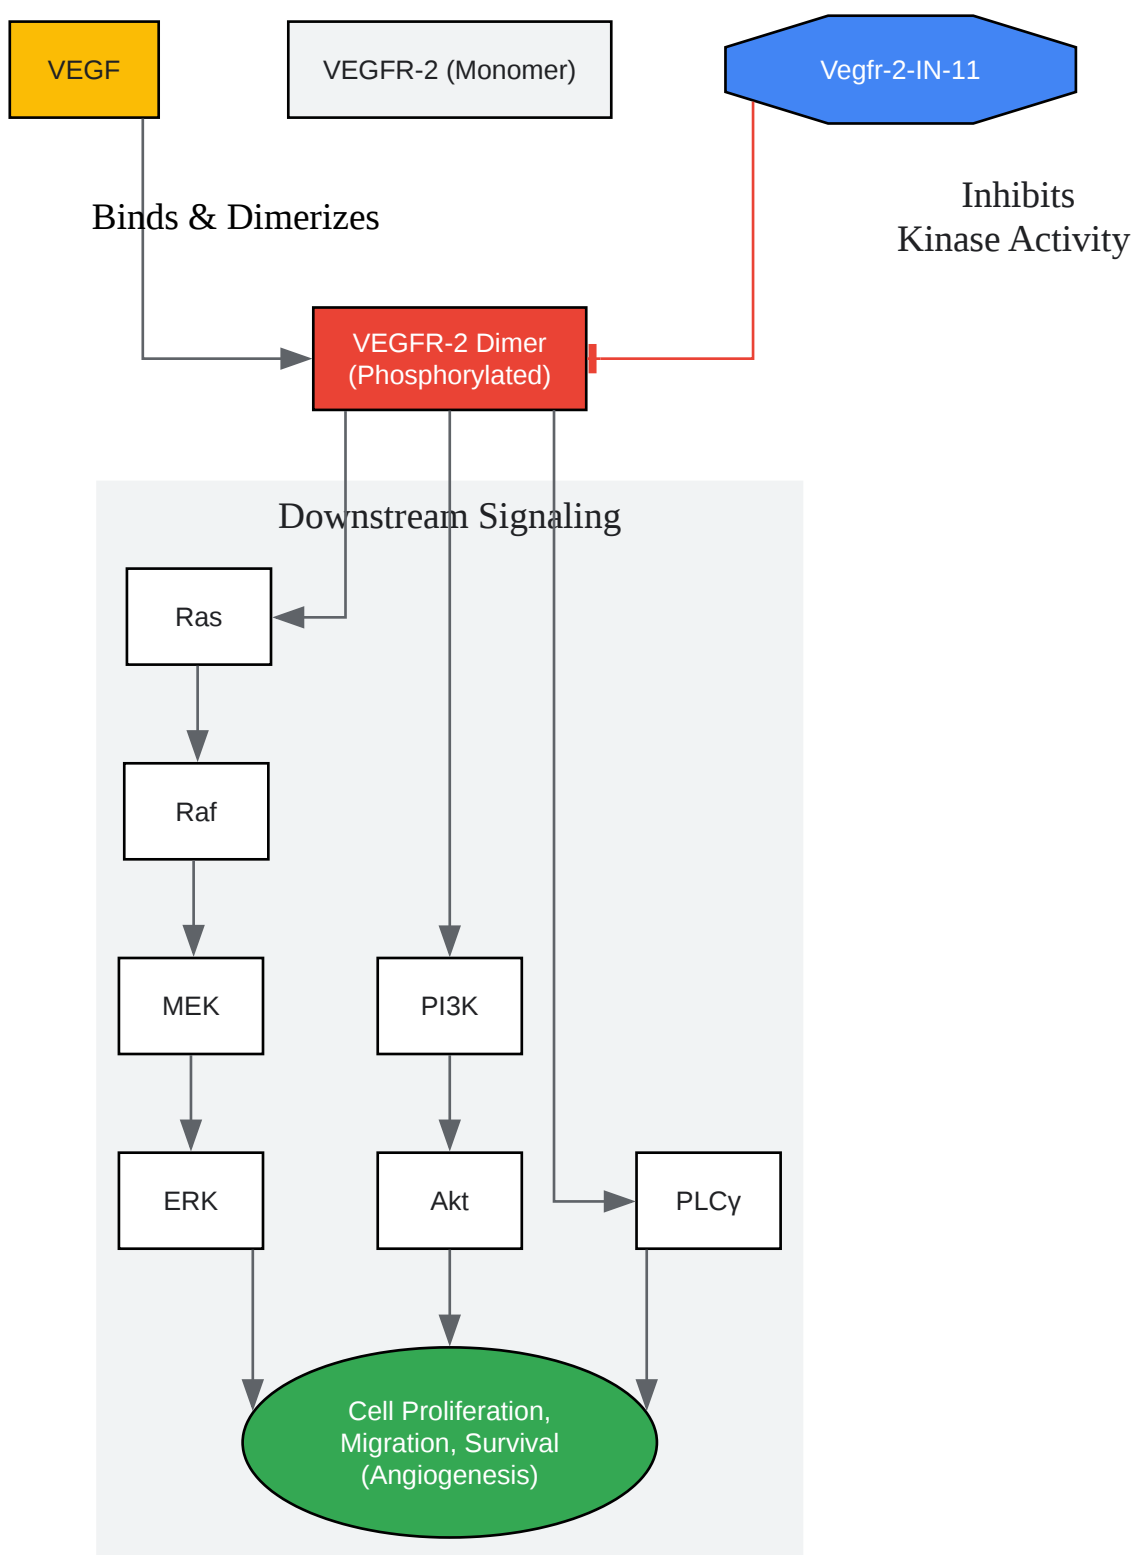 VEGF
VEGFR-2 (Monomer)
Vegfr-2-IN-11
Binds & Dimerizes
Inhibits
Kinase Activity
VEGFR-2 Dimer
(Phosphorylated)
Downstream Signaling
Ras
Raf
MEK
PI3K
ERK
Akt
PLCγ
Cell Proliferation,
Migration, Survival
(Angiogenesis)